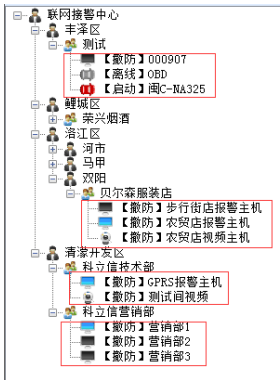 联网接警中心
丰泽区
测试
【撤防】000907
【离线】OBD
【启动】闽C-NA325
鲤城区
荣兴烟酒
洛江区
河市
马甲
双阳
贝尔森服装店
【撤防】步行街店报警主机
【撤防】农贸店报警主机
【撤防】农贸店视频主机
清濛开发区
科立信技术部
【撤防】GPRS报警主机
【撤防】测试间视频
科立信营销部
【撤防】营销部1
【撤防】营销部2
【撤防】营销部3